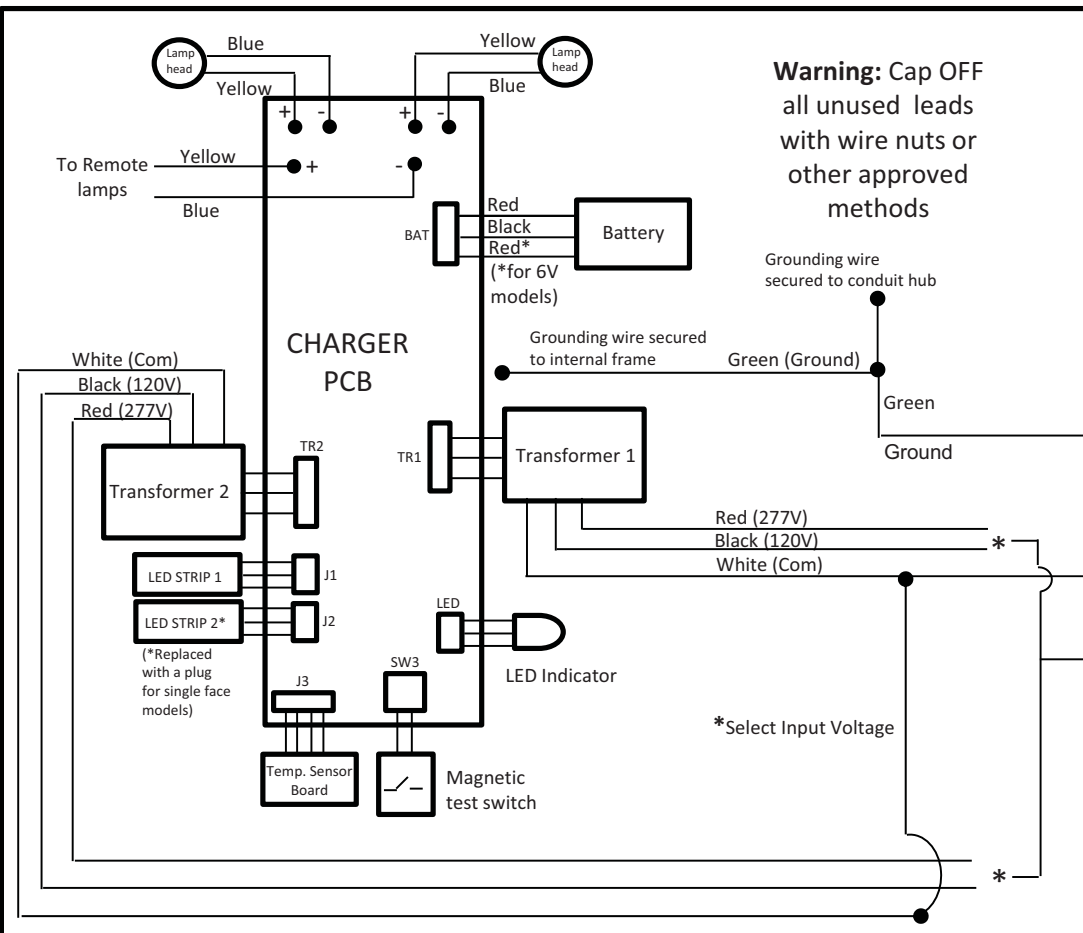 Lamp
head
Blue
Yellow
Yellow
Blue
Lamp
head
Warning: Cap OFF
all unused leads
with wire nuts or
other approved
methods
+
-
+
-
To Remote
lamps
Yellow
+
-
Blue
BAT
Red
Black
Red*
(*for 6V
models)
Battery
Grounding wire
secured to conduit hub
Grounding wire secured
to internal frame
Green (Ground)
Green
Ground
CHARGER
PCB
White (Com)
Black (120V)
Red (277V)
Transformer 2
TR2
TR1
Transformer 1
Red (277V)
Black (120V)
*
White (Com)
LED STRIP 1
J1
LED STRIP 2*
J2
(*Replaced
with a plug
for single face
models)
LED
LED Indicator
J3
SW3
Temp. Sensor
Board
Magnetic
test switch
*Select Input Voltage
*